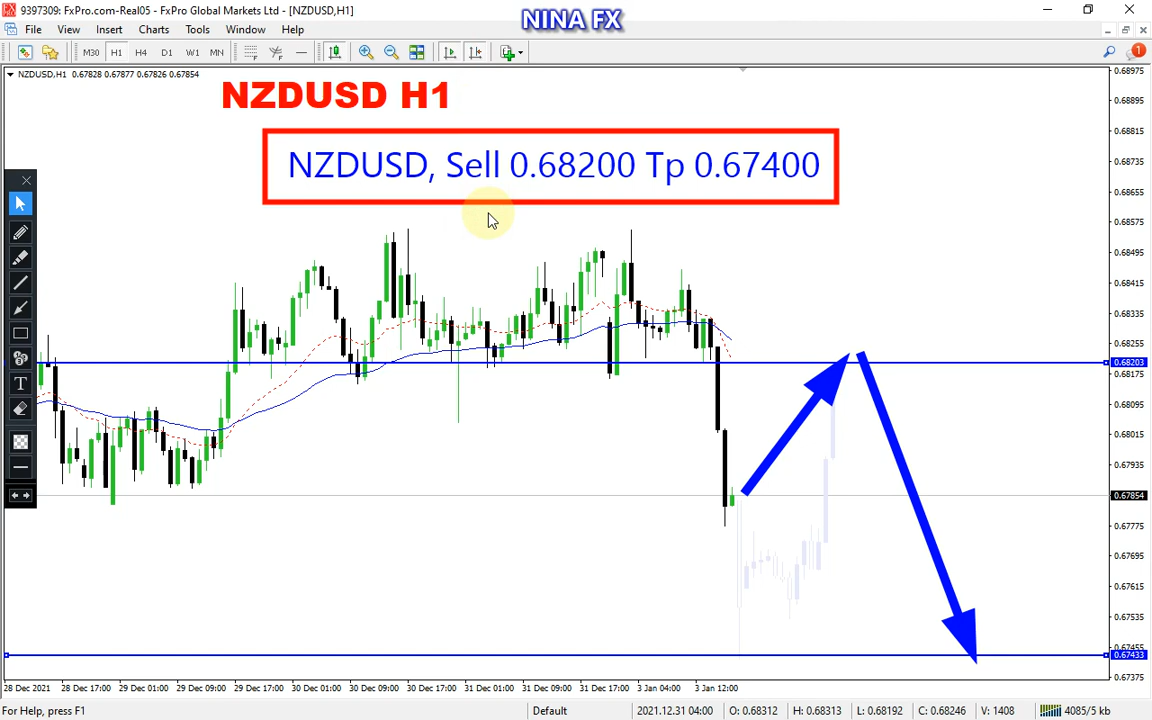 9397309: FxPro.com-Real05 - FxPro Global Markets Ltd - [NZDUSD,H1]
NINA FX
File View Insert Charts Tools Window Help
M30 H1 H4 D1 W1 MN
1
NZDUSD,H1 0.67828 0.67877 0.67826 0.67854
NZDUSD H1
NZDUSD, Sell 0.68200 Tp 0.67400
T
0.68975
0.68895
0.68815
0.68735
0.68655
0.68575
0.68495
0.68415
0.68335
0.68255
0.68203
0.68175
0.68095
0.68015
0.67935
0.67854
0.67775
0.67695
0.67615
0.67535
0.67455
0.67433
0.67375
28 Dec 2021 28 Dec 17:00 29 Dec 01:00 29 Dec 09:00 29 Dec 17:00 30 Dec 01:00 30 Dec 09:00 30 Dec 17:00 31 Dec 01:00 31 Dec 09:00 31 Dec 17:00 3 Jan 04:00 3 Jan 12:00
For Help, press F1 Default 2021.12.31 04:00 O: 0.68312 H: 0.68313 L: 0.68192 C: 0.68246 V: 1408 4085/5 kb